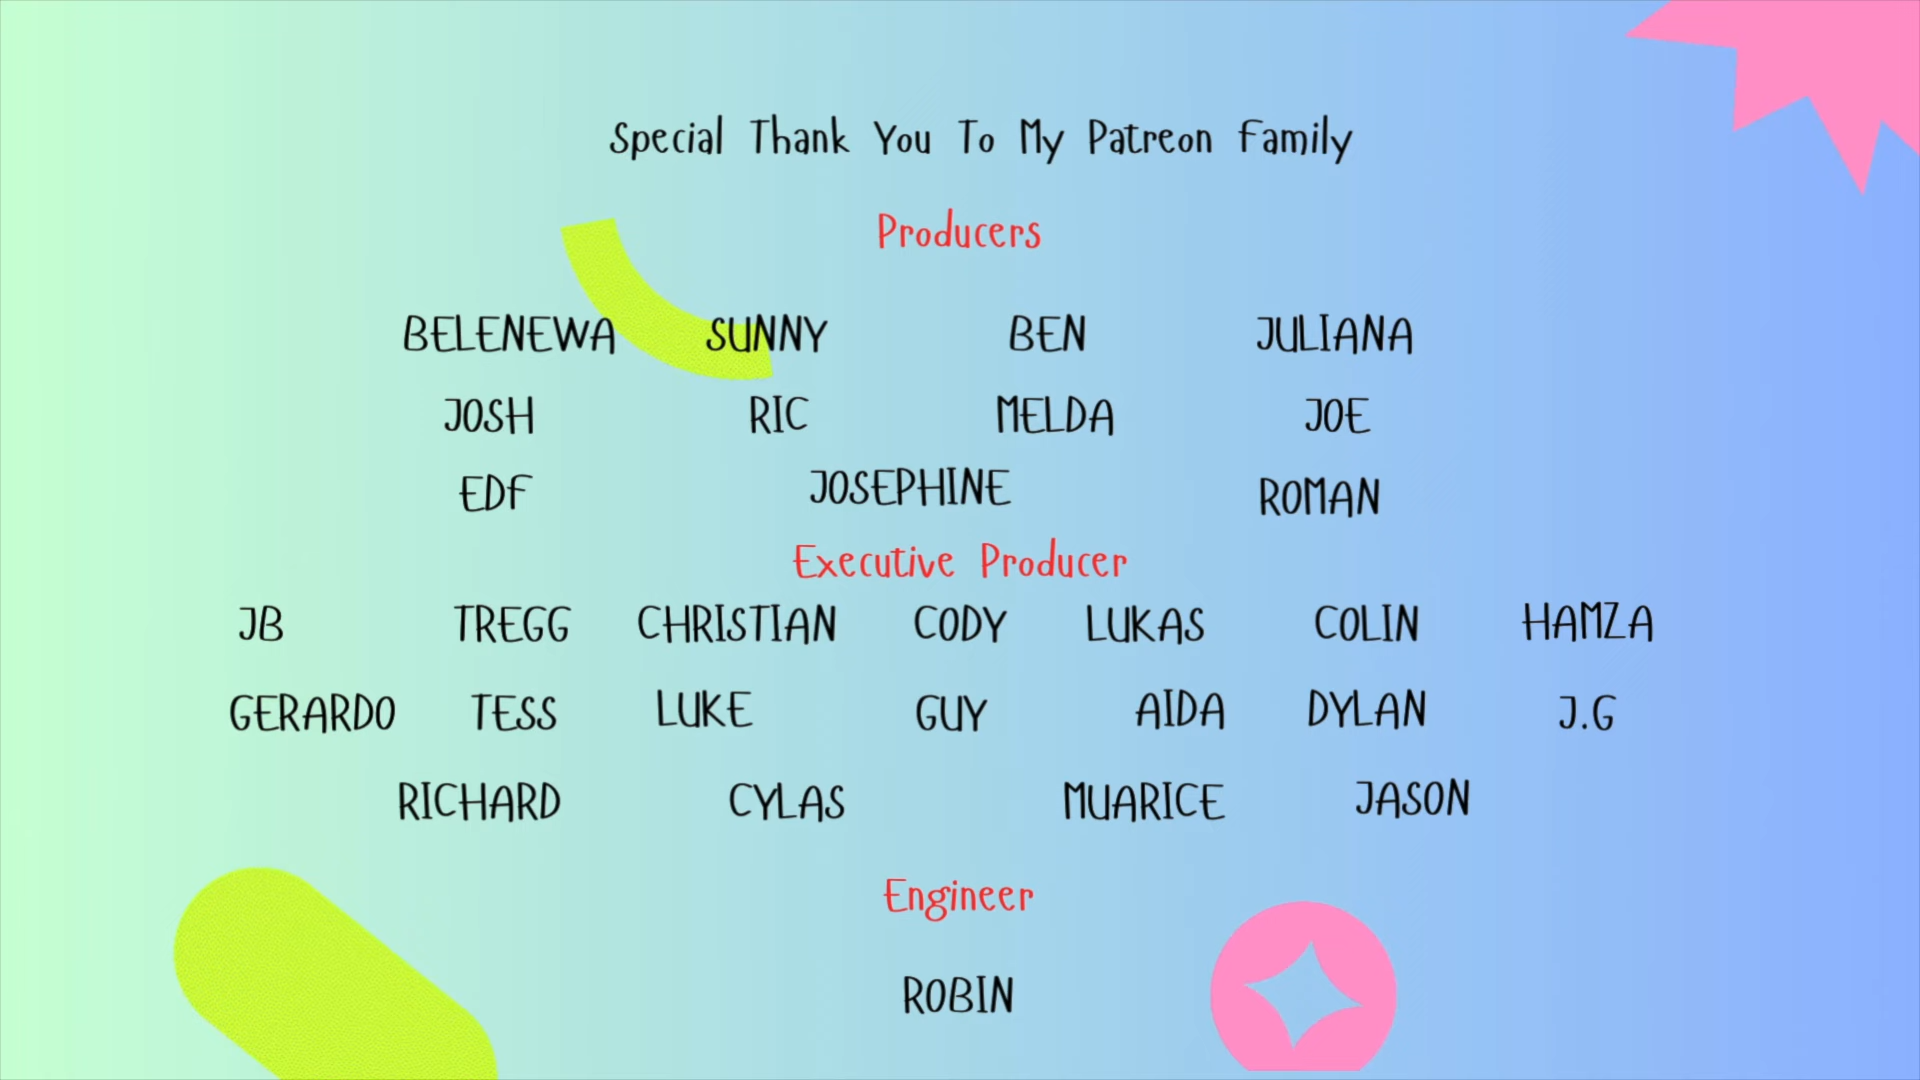 Special Thank You To My Patreon Family
Producers
BELENEWA SUNNY BEN JULIANA
JOSH RIC MELDA JOE
EDF JOSEPHINE ROMAN
Executive Producer
JB TREGG CHRISTIAN CODY LUKAS COLIN HAMZA
GERARDO TESS LUKE GUY AIDA DYLAN J.G
RICHARD CYLAS MUARICE JASON
Engineer
ROBIN